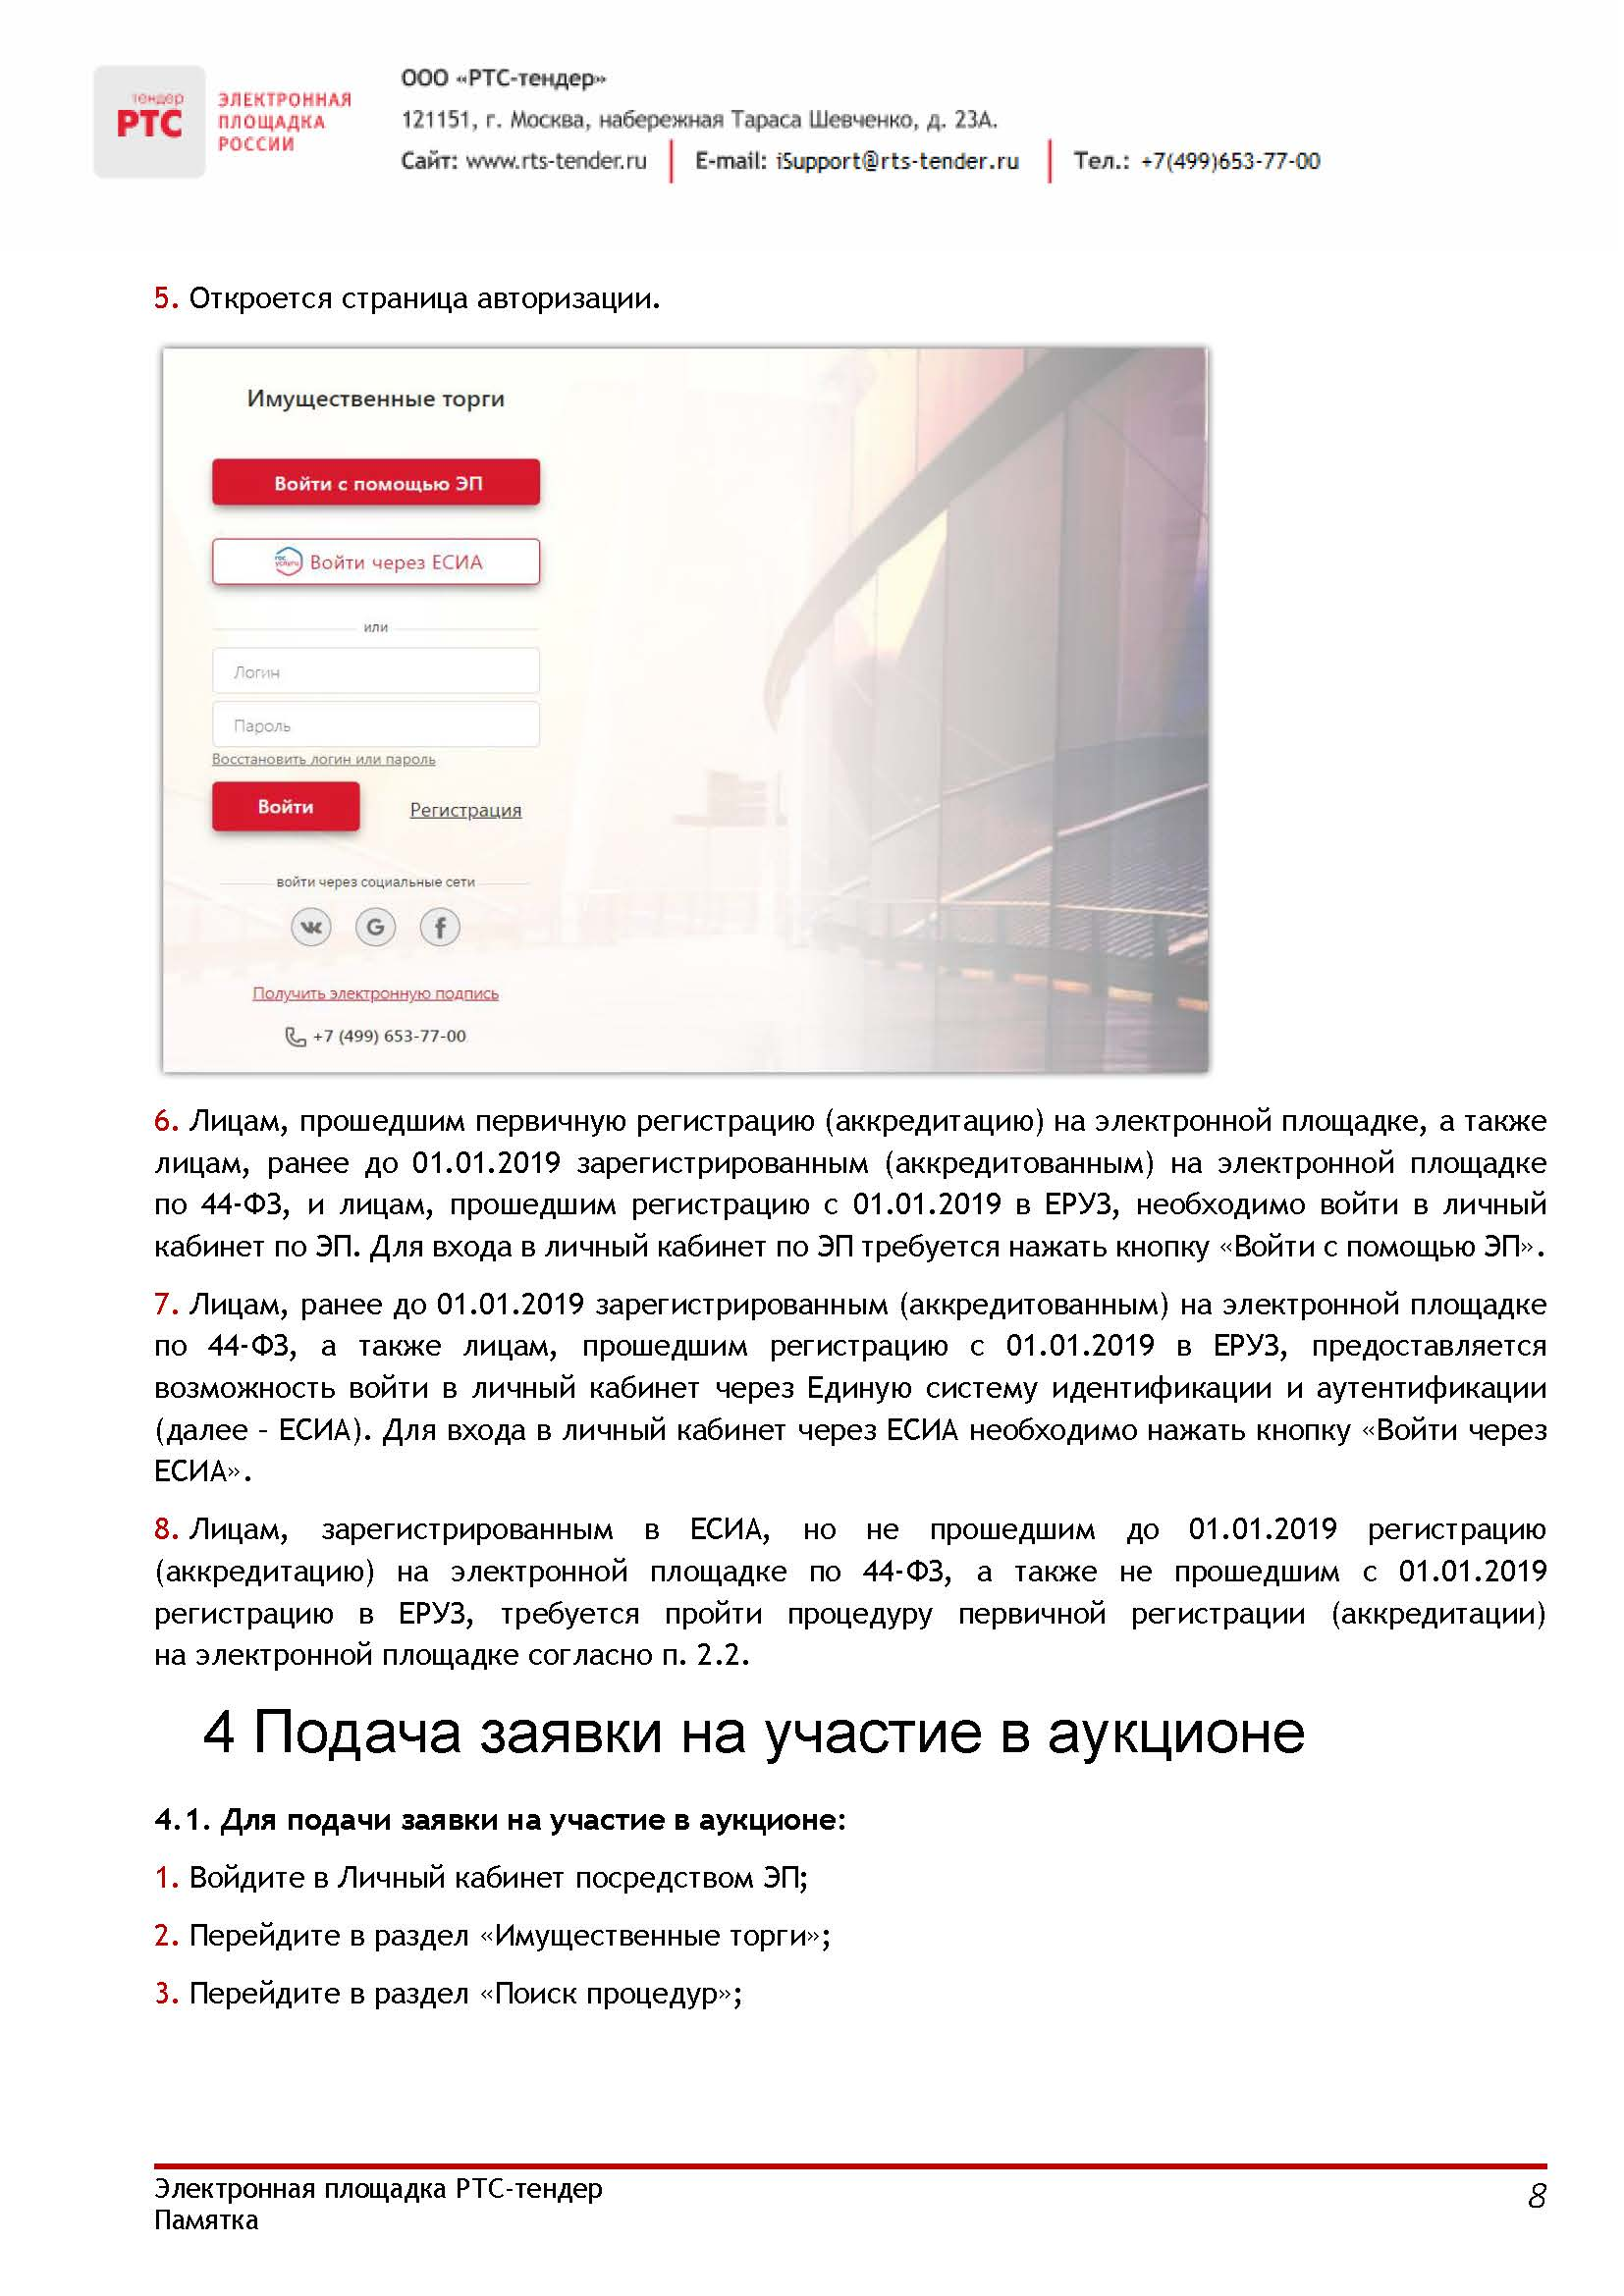 тендер
РТС
ЭЛЕКТРОННАЯ
ПЛОЩАДКА
РОССИИ
ООО «РТС-тендер»
121151, г. Москва, набережная Тараса Шевченко, д. 23А.
Сайт: www.rts-tender.ru E-mail: iSupport@rts-tender.ru Тел.: +7(499)653-77-00
5. Откроется страница авторизации.
Имущественные торги
Войти с помощью ЭП
гос услуги Войти через ЕСИА
или
Логин
Пароль
Восстановить логин или пароль
Войти Регистрация
войти через социальные сети
Получить электронную подпись
+7 (499) 653-77-00
6. Лицам, прошедшим первичную регистрацию (аккредитацию) на электронной площадке, а также
лицам, ранее до 01.01.2019 зарегистрированным (аккредитованным) на электронной площадке
по 44-ФЗ, и лицам, прошедшим регистрацию с 01.01.2019 в ЕРУЗ, необходимо войти в личный
кабинет по ЭП. Для входа в личный кабинет по ЭП требуется нажать кнопку «Войти с помощью ЭП».
7. Лицам, ранее до 01.01.2019 зарегистрированным (аккредитованным) на электронной площадке
по 44-ФЗ, а также лицам, прошедшим регистрацию с 01.01.2019 в ЕРУЗ, предоставляется
возможность войти в личный кабинет через Единую систему идентификации и аутентификации
(далее – ЕСИА). Для входа в личный кабинет через ЕСИА необходимо нажать кнопку «Войти через
ЕСИА».
8. Лицам, зарегистрированным в ЕСИА, но не прошедшим до 01.01.2019 регистрацию
(аккредитацию) на электронной площадке по 44-ФЗ, а также не прошедшим с 01.01.2019
регистрацию в ЕРУЗ, требуется пройти процедуру первичной регистрации (аккредитации)
на электронной площадке согласно п. 2.2.
4 Подача заявки на участие в аукционе
4.1. Для подачи заявки на участие в аукционе:
1. Войдите в Личный кабинет посредством ЭП;
2. Перейдите в раздел «Имущественные торги»;
3. Перейдите в раздел «Поиск процедур»;
Электронная площадка РТС-тендер 8
Памятка